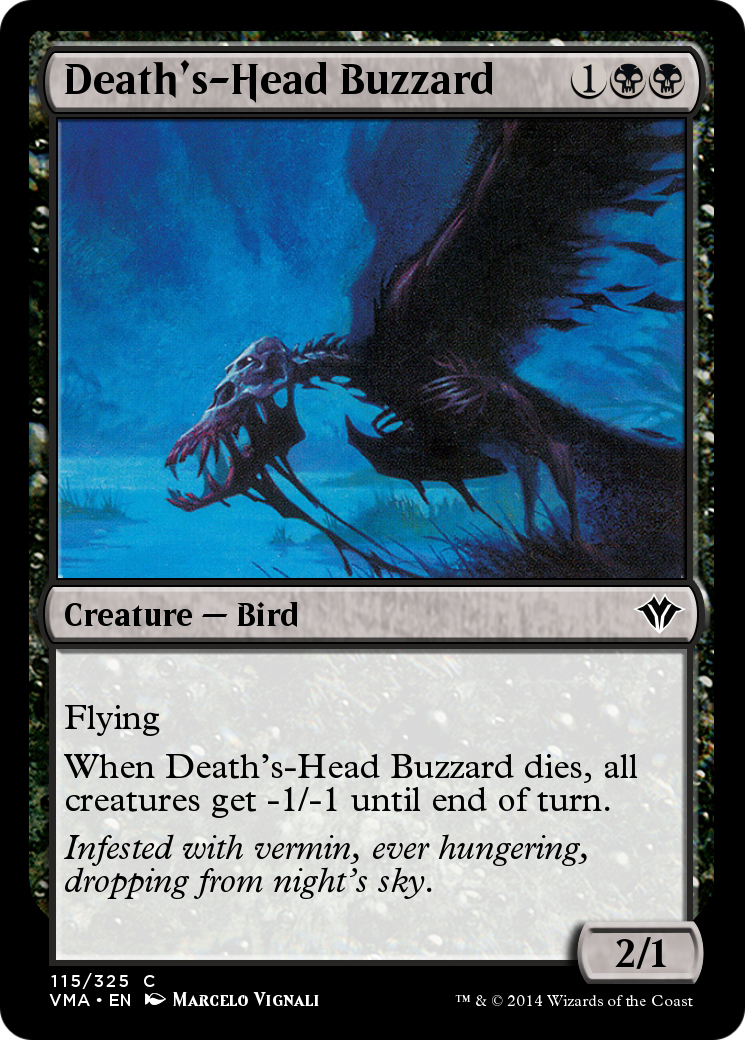 Death's-Head Buzzard 1
Creature — Bird
Flying
When Death's-Head Buzzard dies, all
creatures get -1/-1 until end of turn.
Infested with vermin, ever hungering,
dropping from night's sky.
2/1
115/325 C
VMA • EN Marcelo Vignali
™ & © 2014 Wizards of the Coast